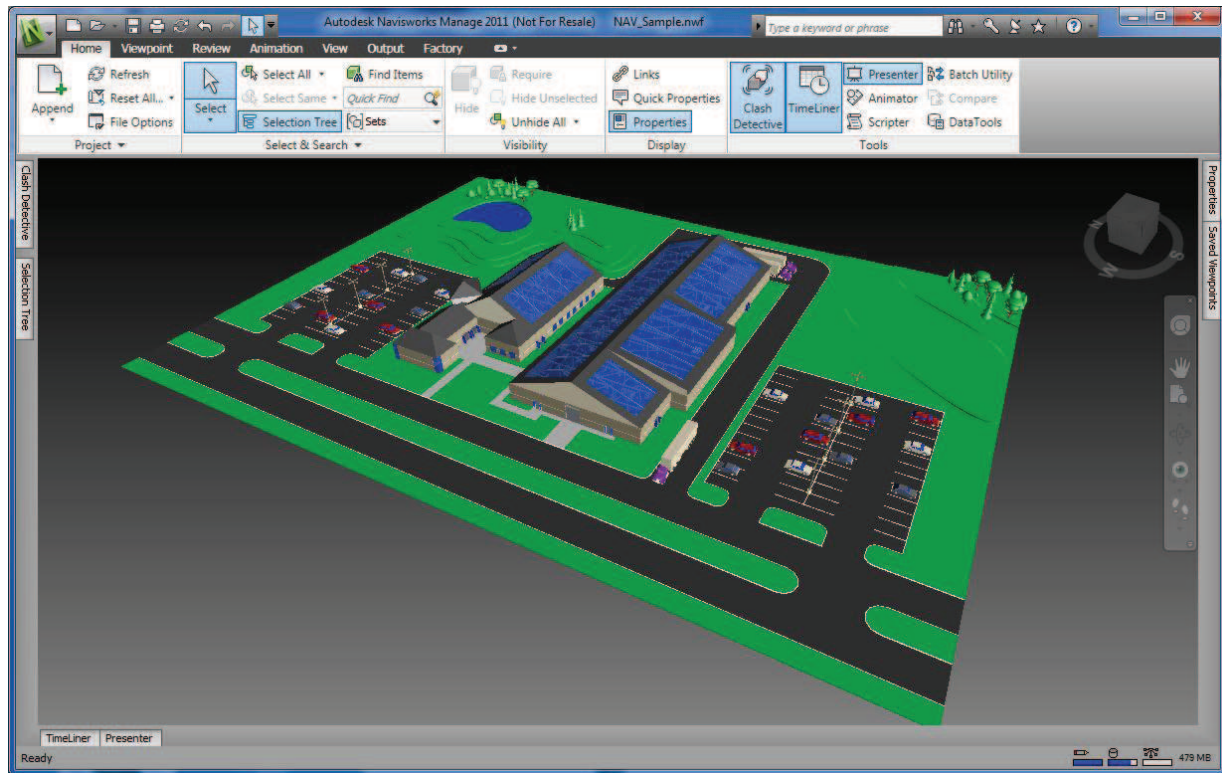 Autodesk Navisworks Manage 2011 (Not For Resale) NAV_Sample.nwf
Type a keyword or phrase
Home Viewpoint Review Animation View Output Factory
Append
Refresh
Reset All...
File Options
Project
Select
Select All
Select Same
Selection Tree
Find Items
Quick Find
Sets
Select & Search
Hide
Require
Hide Unselected
Unhide All
Visibility
Links
Quick Properties
Properties
Display
Clash
Detective
TimeLiner
Presenter
Animator
Scripter
Batch Utility
Compare
DataTools
Tools
Clash Detective
Selection Tree
Properties
Saved Viewpoints
N
S
W
TimeLiner Presenter
Ready
479 MB